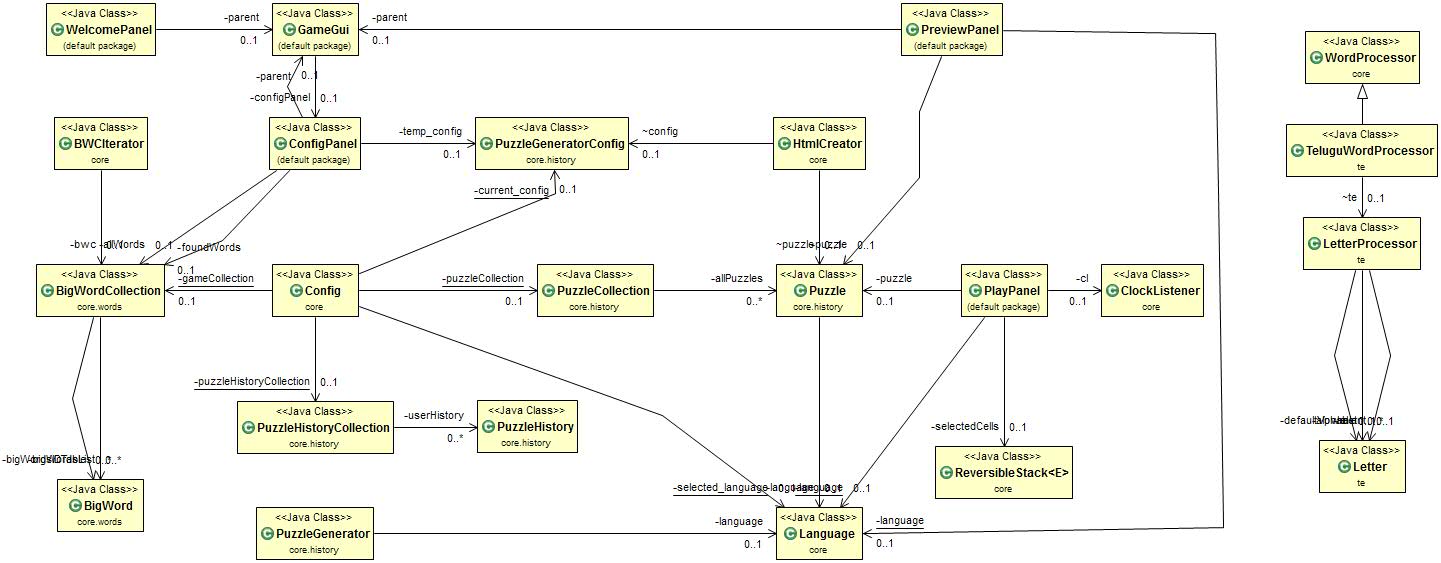 <<Java Class>>
WelcomePanel
(default package)
-parent
0..1
<<Java Class>>
GameGui
(default package)
-parent
0..1
<<Java Class>>
PreviewPanel
(default package)
<<Java Class>>
WordProcessor
core
-parent
0..1
-configPanel
0..1
<<Java Class>>
BWCIterator
core
<<Java Class>>
ConfigPanel
(default package)
-temp_config
0..1
<<Java Class>>
PuzzleGeneratorConfig
core.history
~config
0..1
<<Java Class>>
HtmlCreator
core
<<Java Class>>
TeluguWordProcessor
te
-current_config
0..1
~te
0..1
-bwc
-allWords
0..1
-foundWords
0..1
~puzzle
-puzzle
0..1
<<Java Class>>
LetterProcessor
te
<<Java Class>>
BigWordCollection
core.words
-gameCollection
0..1
<<Java Class>>
Config
core
-puzzleCollection
0..1
<<Java Class>>
PuzzleCollection
core.history
-allPuzzles
0..*
<<Java Class>>
Puzzle
core.history
-puzzle
0..1
<<Java Class>>
PlayPanel
(default package)
-cl
0..1
<<Java Class>>
ClockListener
core
-puzzleHistoryCollection
0..1
<<Java Class>>
PuzzleHistoryCollection
core.history
-userHistory
0..*
<<Java Class>>
PuzzleHistory
core.history
-selectedCells
0..1
<<Java Class>>
ReversibleStack<E>
core
<<Java Class>>
Letter
te
<<Java Class>>
BigWord
core.words
-selected_language
-language
0..1
<<Java Class>>
PuzzleGenerator
core.history
-language
0..1
<<Java Class>>
Language
core
-language
0..1